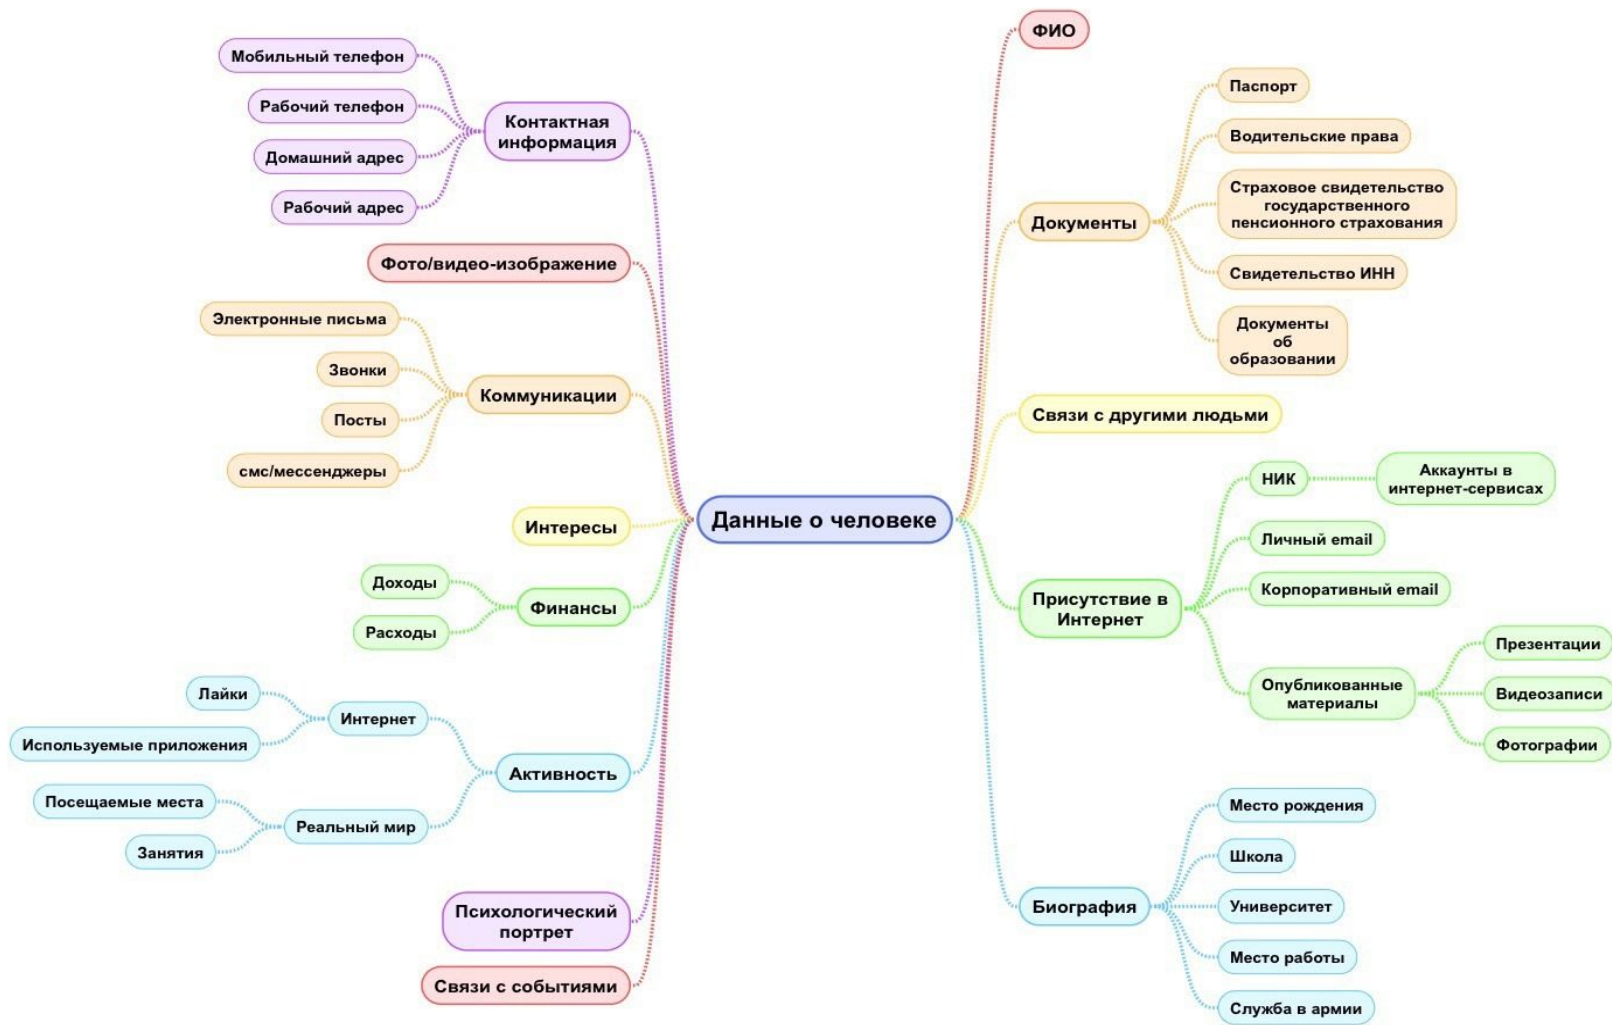 Данные о человеке
ФИО
Документы
Паспорт
Водительские права
Страховое свидетельство
государственного
пенсионного страхования
Свидетельство ИНН
Документы
об
образовании
Связи с другими людьми
Присутствие в
Интернет
НИК
Аккаунты в
интернет-сервисах
Личный email
Корпоративный email
Опубликованные
материалы
Презентации
Видеозаписи
Фотографии
Биография
Место рождения
Школа
Университет
Место работы
Служба в армии
Контактная
информация
Мобильный телефон
Рабочий телефон
Домашний адрес
Рабочий адрес
Фото/видео-изображение
Коммуникации
Электронные письма
Звонки
Посты
смс/мессенджеры
Интересы
Финансы
Доходы
Расходы
Активность
Интернет
Лайки
Используемые приложения
Реальный мир
Посещаемые места
Занятия
Психологический
портрет
Связи с событиями